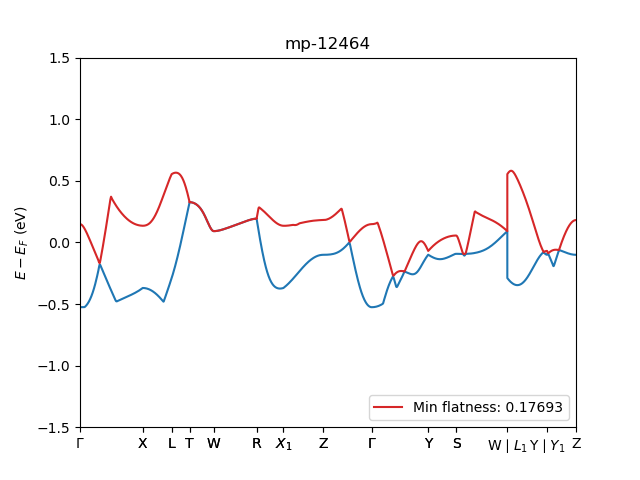 mp-12464
1.5
1.0
0.5
0.0
−0.5
−1.0
−1.5
E − E_F (eV)
Min flatness: 0.17693
Γ X L T W R X₁ Z Γ Y S W | L₁ Y | Y₁ Z